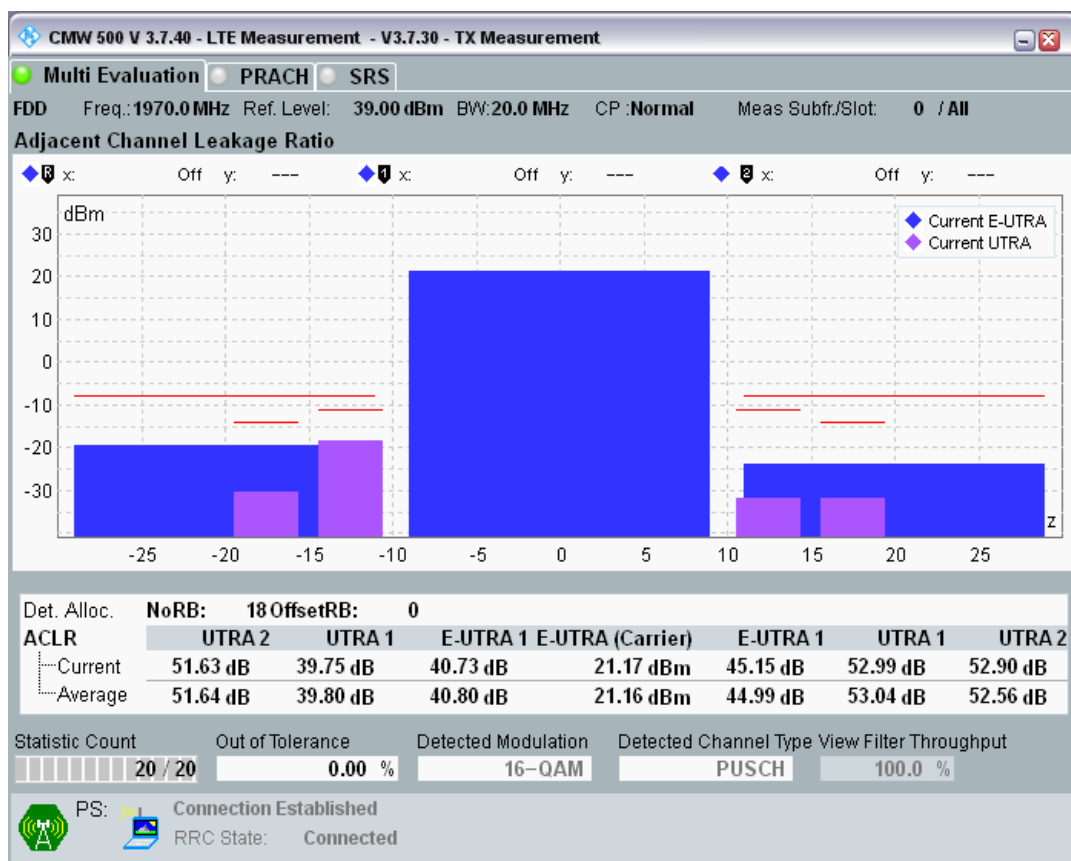 CMW 500 V 3.7.40 - LTE Measurement - V3.7.30 - TX Measurement
Multi Evaluation PRACH SRS
FDD Freq.: 1970.0 MHz Ref. Level: 39.00 dBm BW: 20.0 MHz CP : Normal Meas Subfr./Slot: 0 / All
Adjacent Channel Leakage Ratio
R x: Off y: --- 1 x: Off y: --- 2 x: Off y: ---
dBm
Current E-UTRA
Current UTRA
30
20
10
0
-10
-20
-30
z
-25 -20 -15 -10 -5 0 5 10 15 20 25
Det. Alloc. NoRB: 18 OffsetRB: 0
ACLR UTRA 2 UTRA 1 E-UTRA 1 E-UTRA (Carrier) E-UTRA 1 UTRA 1 UTRA 2
Current 51.63 dB 39.75 dB 40.73 dB 21.17 dBm 45.15 dB 52.99 dB 52.90 dB
Average 51.64 dB 39.80 dB 40.80 dB 21.16 dBm 44.99 dB 53.04 dB 52.56 dB
Statistic Count Out of Tolerance Detected Modulation Detected Channel Type View Filter Throughput
20 / 20 0.00 % 16-QAM PUSCH 100.0 %
PS: Connection Established
RRC State: Connected